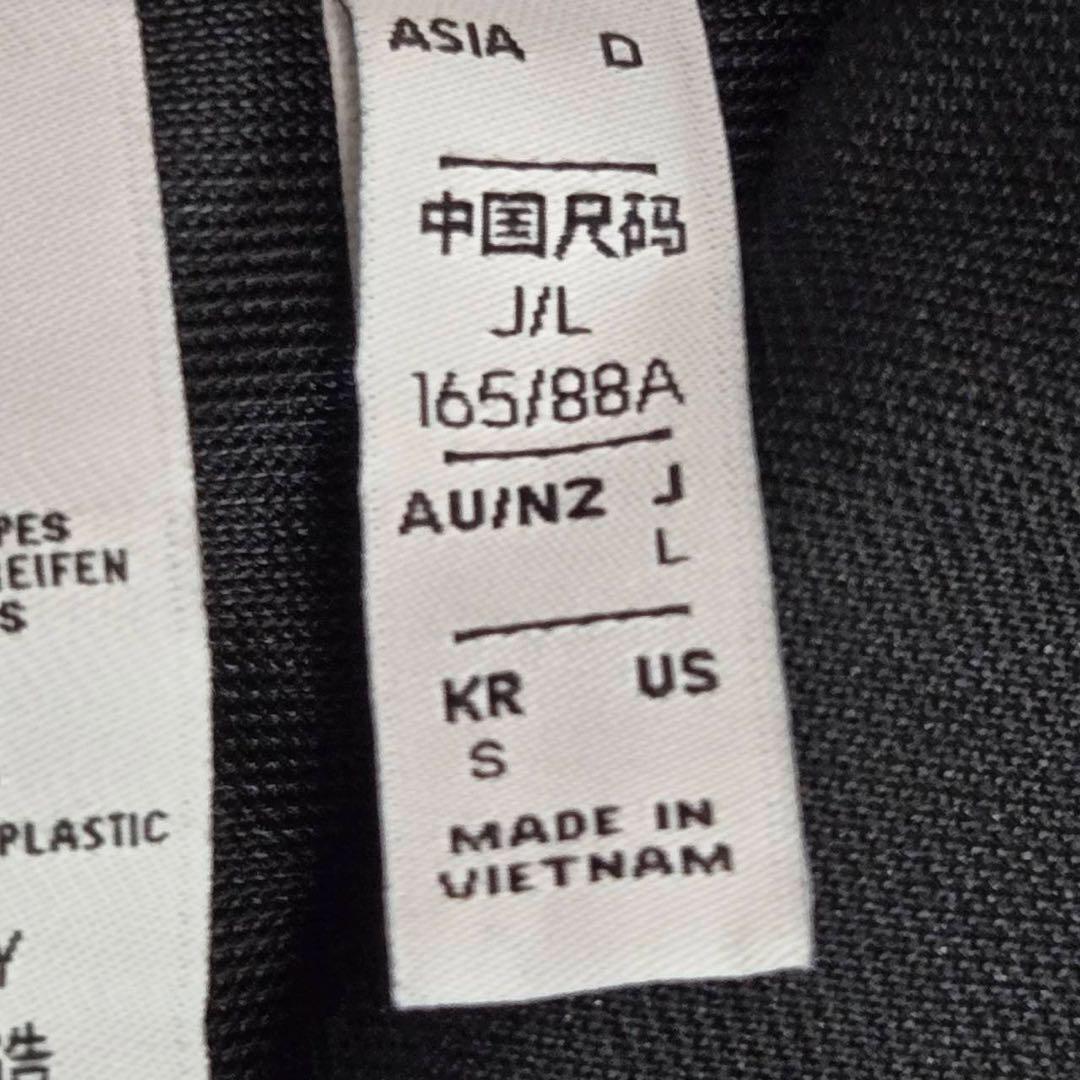 ASIA D
中国尺码
J/L
165/88A
AU/NZ J
L
KR US
S
MADE IN
VIETNAM
PES
EIFEN
S
PLASTIC
Y